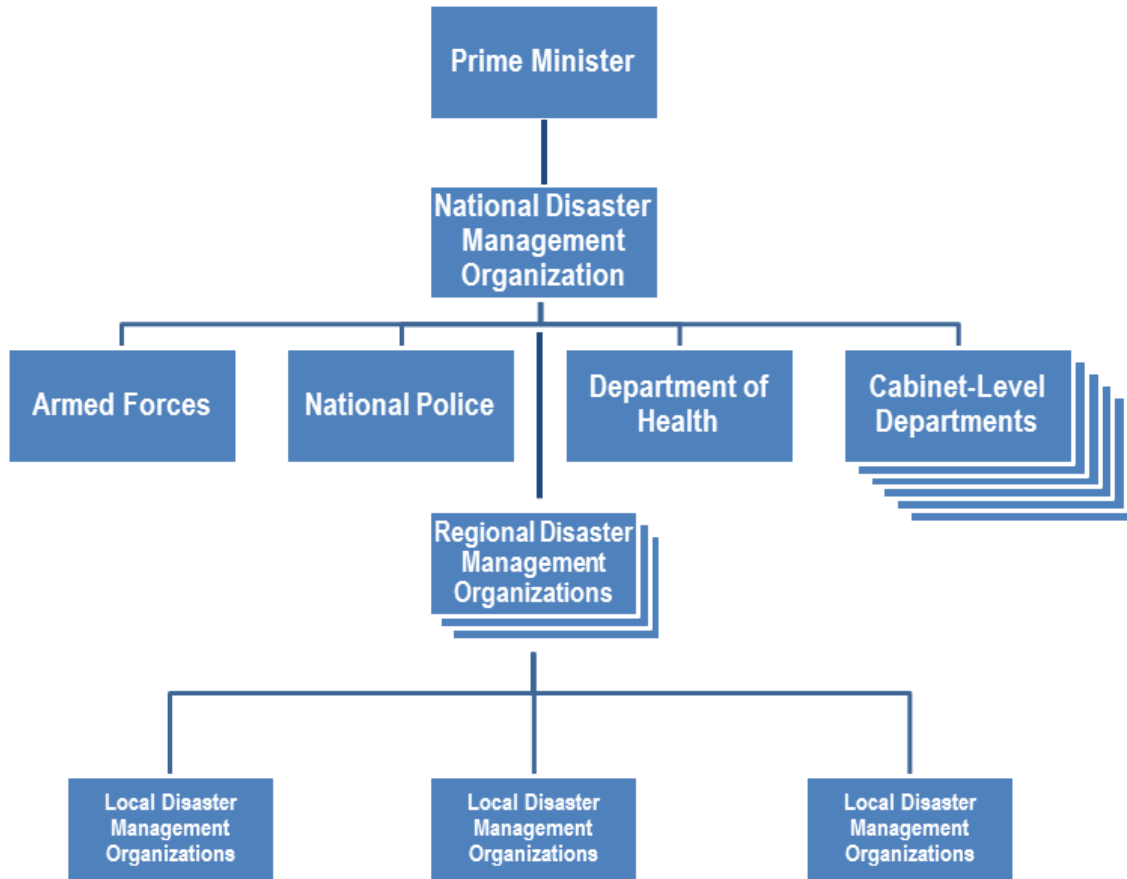 Prime Minister
National Disaster
Management
Organization
Armed Forces
National Police
Department of
Health
Cabinet-Level
Departments
Regional Disaster
Management
Organizations
Local Disaster
Management
Organizations
Local Disaster
Management
Organizations
Local Disaster
Management
Organizations